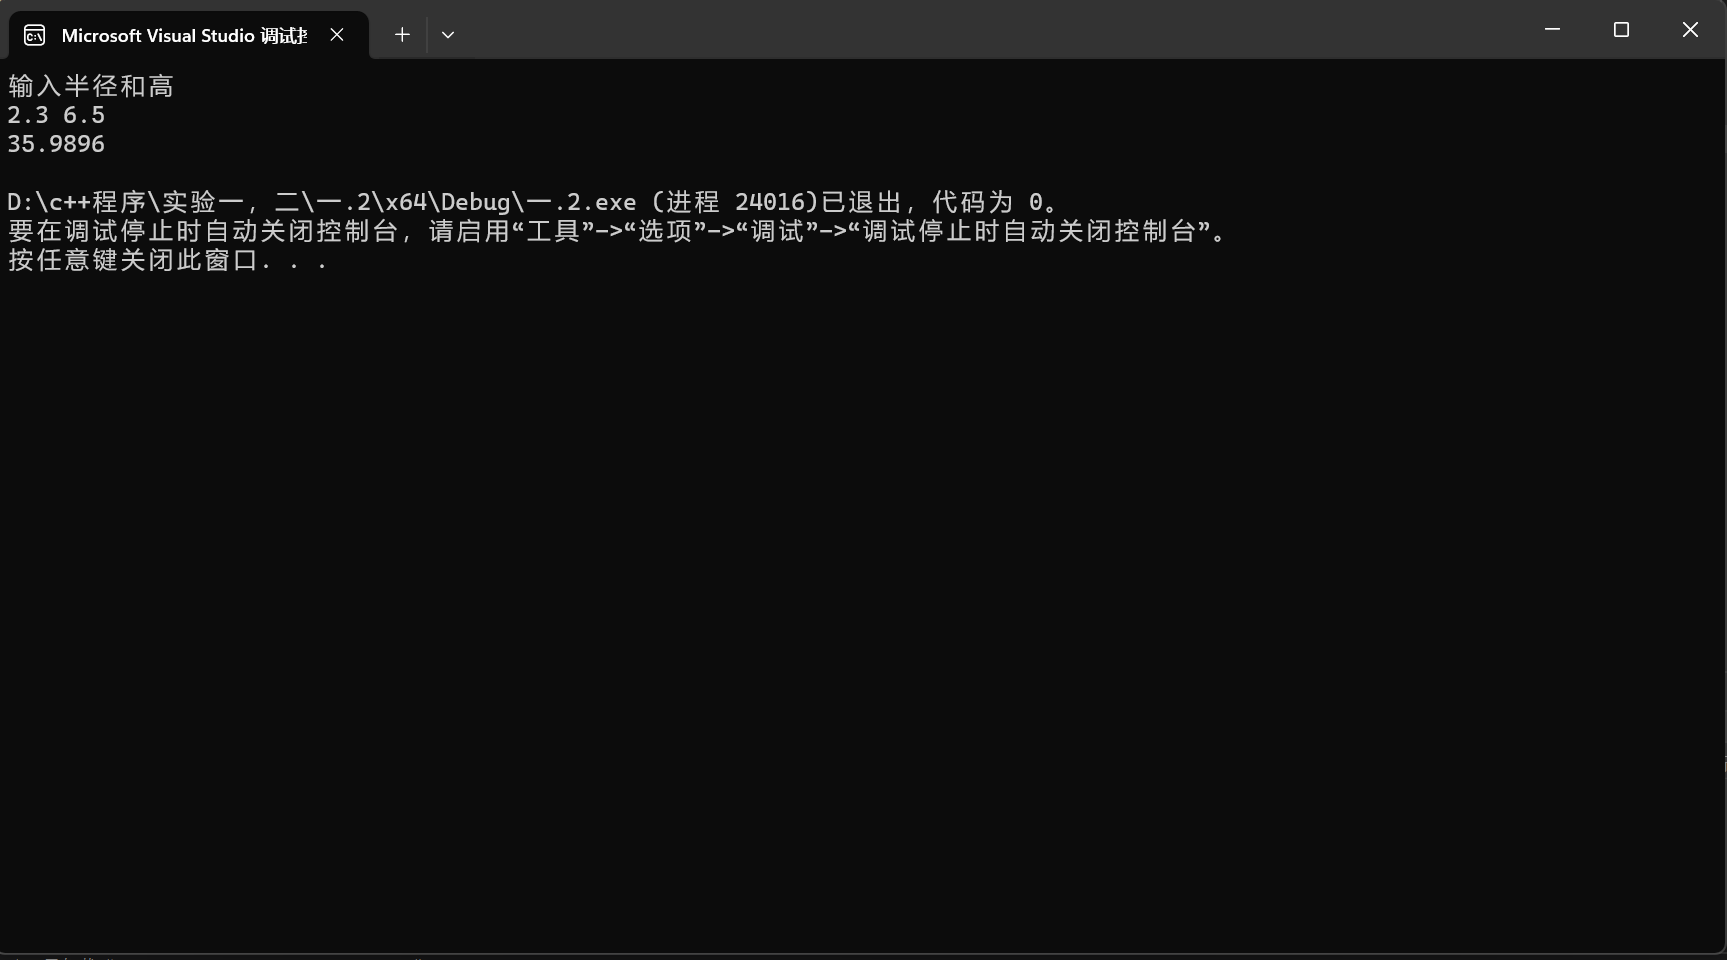 Microsoft Visual Studio 调试
输入半径和高
2.3 6.5
35.9896
D:\c++程序\实验一，二\一.2\x64\Debug\一.2.exe (进程 24016)已退出，代码为 0。
要在调试停止时自动关闭控制台，请启用“工具”->“选项”->“调试”->“调试停止时自动关闭控制台”。
按任意键关闭此窗口. . .